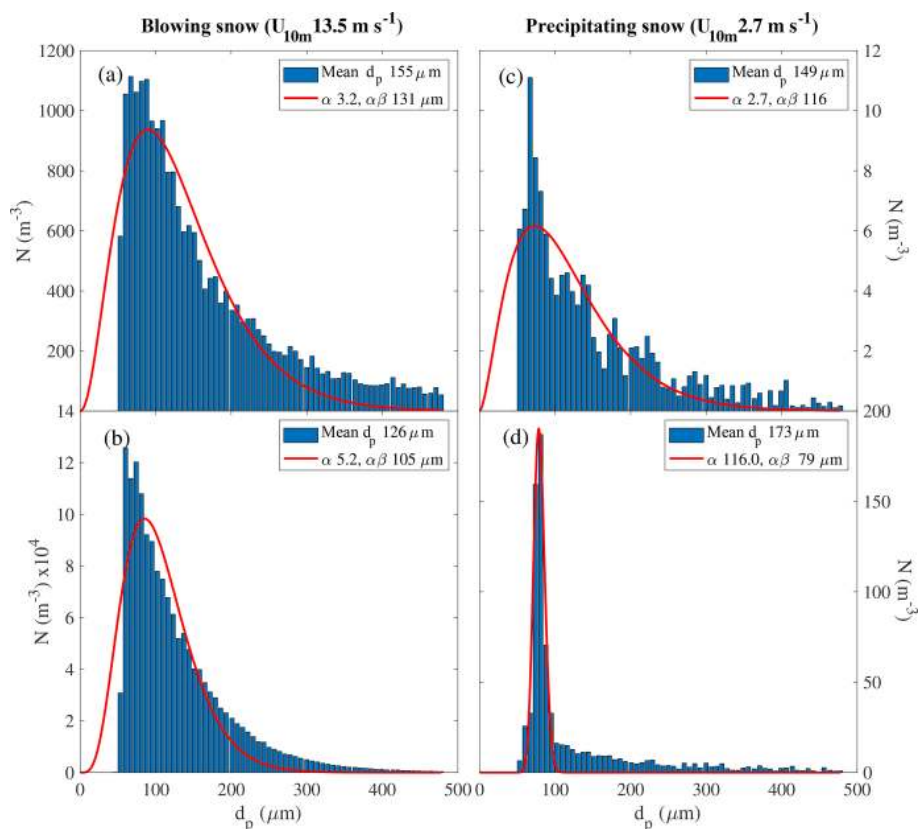 Blowing snow (U10m 13.5 m s-1)
Precipitating snow (U10m 2.7 m s-1)
(a)
Mean dp 155 μm
α 3.2, αβ 131 μm
1200
1000
800
600
400
200
14
N (m-3)
(c)
Mean dp 149 μm
α 2.7, αβ 116
12
10
8
6
4
2
200
N (m-3)
(b)
Mean dp 126 μm
α 5.2, αβ 105 μm
12
10
8
6
4
2
0
N (m-3) x104
0 100 200 300 400 500
dp (μm)
(d)
Mean dp 173 μm
α 116.0, αβ 79 μm
150
100
50
0
N (m-3)
0 100 200 300 400 500
dp (μm)